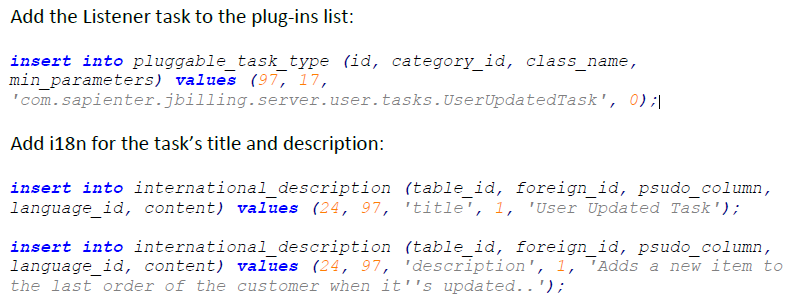 Add the Listener task to the plug-ins list:
insert into pluggable_task_type (id, category_id, class_name,
min_parameters) values (97, 17,
'com.sapienter.jbilling.server.user.tasks.UserUpdatedTask', 0);
Add i18n for the task’s title and description:
insert into international_description (table_id, foreign_id, psudo_column,
language_id, content) values (24, 97, 'title', 1, 'User Updated Task');
insert into international_description (table_id, foreign_id, psudo_column,
language_id, content) values (24, 97, 'description', 1, 'Adds a new item to
the last order of the customer when it''s updated..');